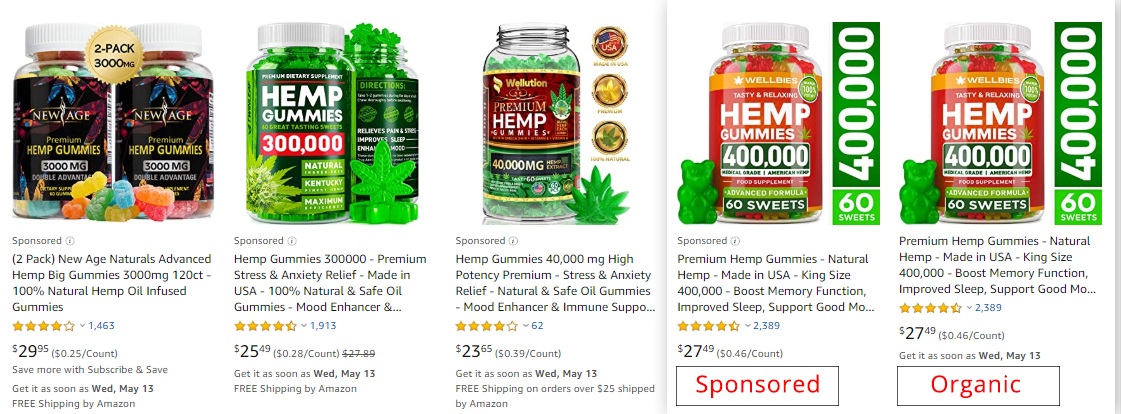 2-PACK
3000MG
NEW AGE
Premium
HEMP GUMMIES
3000 MG
DOUBLE ADVANTAGE
NEW AGE
Premium
HEMP GUMMIES
3000 MG
DOUBLE ADVANTAGE
Sponsored
(2 Pack) New Age Naturals Advanced
Hemp Big Gummies 3000mg 120ct -
100% Natural Hemp Oil Infused
Gummies
1,463
$2995 ($0.25/Count)
Save more with Subscribe & Save
Get it as soon as Wed, May 13
FREE Shipping by Amazon
PREMIUM DIETARY SUPPLEMENT
HEMP
GUMMIES
60 GREAT TASTING SWEETS
300,000
NATURAL
KENTUCKY
MAXIMUM
DIRECTIONS:
RELIEVES PAIN & STRESS
IMPROVES SLEEP
MOOD
Sponsored
Hemp Gummies 300000 - Premium
Stress & Anxiety Relief - Made in
USA - 100% Natural & Safe Oil
Gummies - Mood Enhancer &...
1,913
$2549 ($0.28/Count) $27.89
Get it as soon as Wed, May 13
FREE Shipping by Amazon
Wellution
PREMIUM
HEMP
GUMMIES
40.000MG HEMP EXTRACT
USA
MADE IN USA
PREMIUM
100% NATURAL
Sponsored
Hemp Gummies 40,000 mg High
Potency Premium - Stress & Anxiety
Relief - Natural & Safe Oil Gummies
- Mood Enhancer & Immune Suppo...
62
$23.65 ($0.39/Count)
Get it as soon as Wed, May 13
FREE Shipping on orders over $25 shipped
by Amazon
WELLBIES
TASTY & RELAXING
HEMP
GUMMIES
400,000
MEDICAL GRADE | AMERICAN HEMP
FOOD SUPPLEMENT
ADVANCED FORMULA
60 SWEETS
400,000
60
SWEETS
Sponsored
Premium Hemp Gummies - Natural
Hemp - Made in USA - King Size
400,000 - Boost Memory Function,
Improved Sleep, Support Good Mo...
2,389
$2749 ($0.46/Count)
Sponsored
WELLBIES
TASTY & RELAXING
HEMP
GUMMIES
400,000
MEDICAL GRADE | AMERICAN HEMP
FOOD SUPPLEMENT
ADVANCED FORMULA
60 SWEETS
400,000
60
SWEETS
Premium Hemp Gummies - Natural
Hemp - Made in USA - King Size
400,000 - Boost Memory Function,
Improved Sleep, Support Good Mo...
2,389
$2749 ($0.46/Count)
Get it as soon as Wed, May 13
Organic